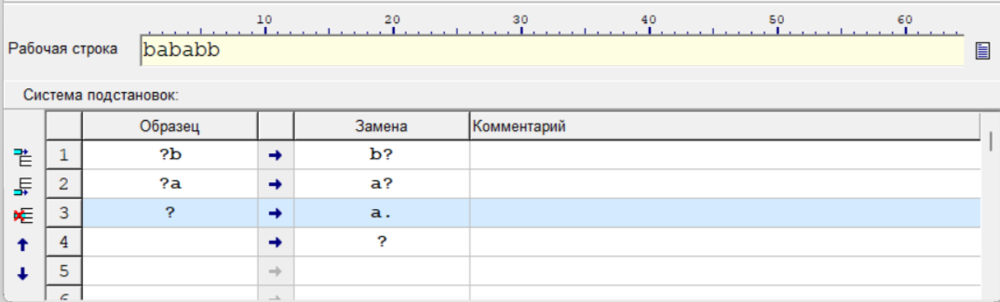 10 20 30 40 50 60
Рабочая строка bababb
Система подстановок:
Образец Замена Комментарий
1 ?b → b?
2 ?a → a?
3 ? → a.
4 → ?
5 →
6 →